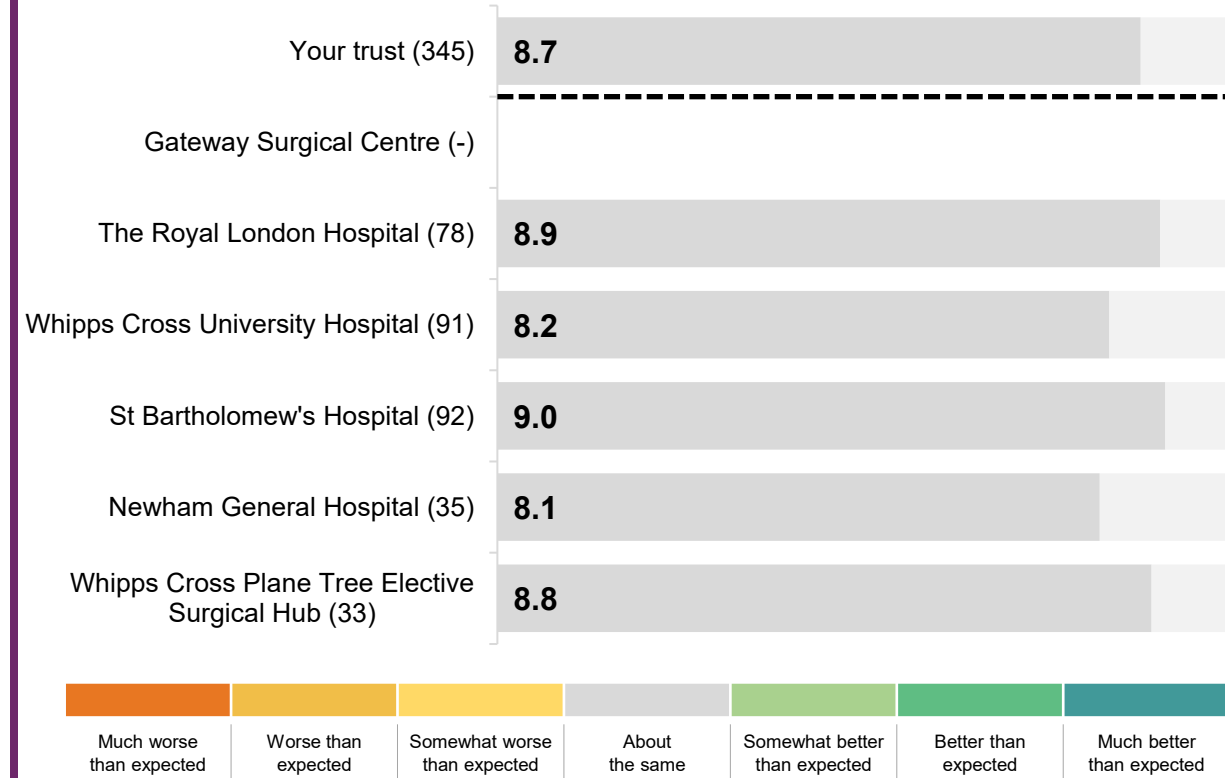 Your trust (345)
8.7
Gateway Surgical Centre (-)
The Royal London Hospital (78)
8.9
Whipps Cross University Hospital (91)
8.2
St Bartholomew's Hospital (92)
9.0
Newham General Hospital (35)
8.1
Whipps Cross Plane Tree Elective
Surgical Hub (33)
8.8
Much worse
than expected
Worse than
expected
Somewhat worse
than expected
About
the same
Somewhat better
than expected
Better than
expected
Much better
than expected